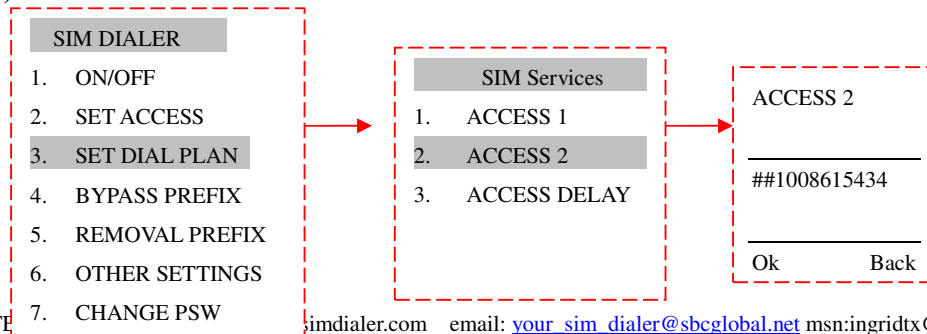 SIM DIALER
1. ON/OFF
2. SET ACCESS
3. SET DIAL PLAN
4. BYPASS PREFIX
5. REMOVAL PREFIX
6. OTHER SETTINGS
7. CHANGE PSW
SIM Services
1. ACCESS 1
2. ACCESS 2
3. ACCESS DELAY
ACCESS 2
##1008615434
Ok Back
simdialer.com email: your_sim_dialer@sbcglobal.net msn:ingridtx